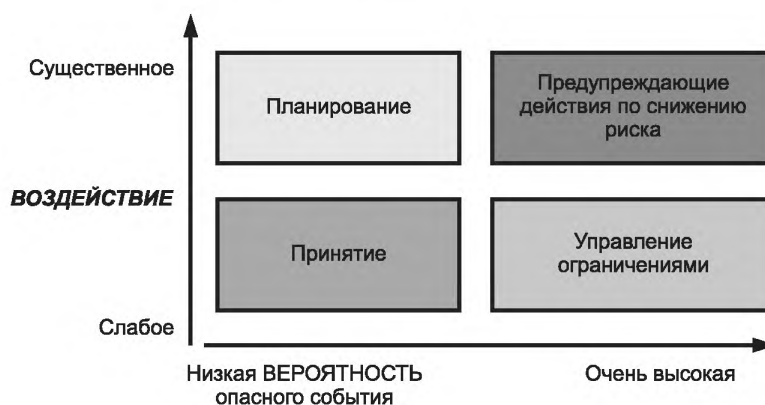 Существенное
Планирование
Предупреждающие
действия по снижению
риска
ВОЗДЕЙСТВИЕ
Принятие
Управление
ограничениями
Слабое
Низкая ВЕРОЯТНОСТЬ
опасного события
Очень высокая